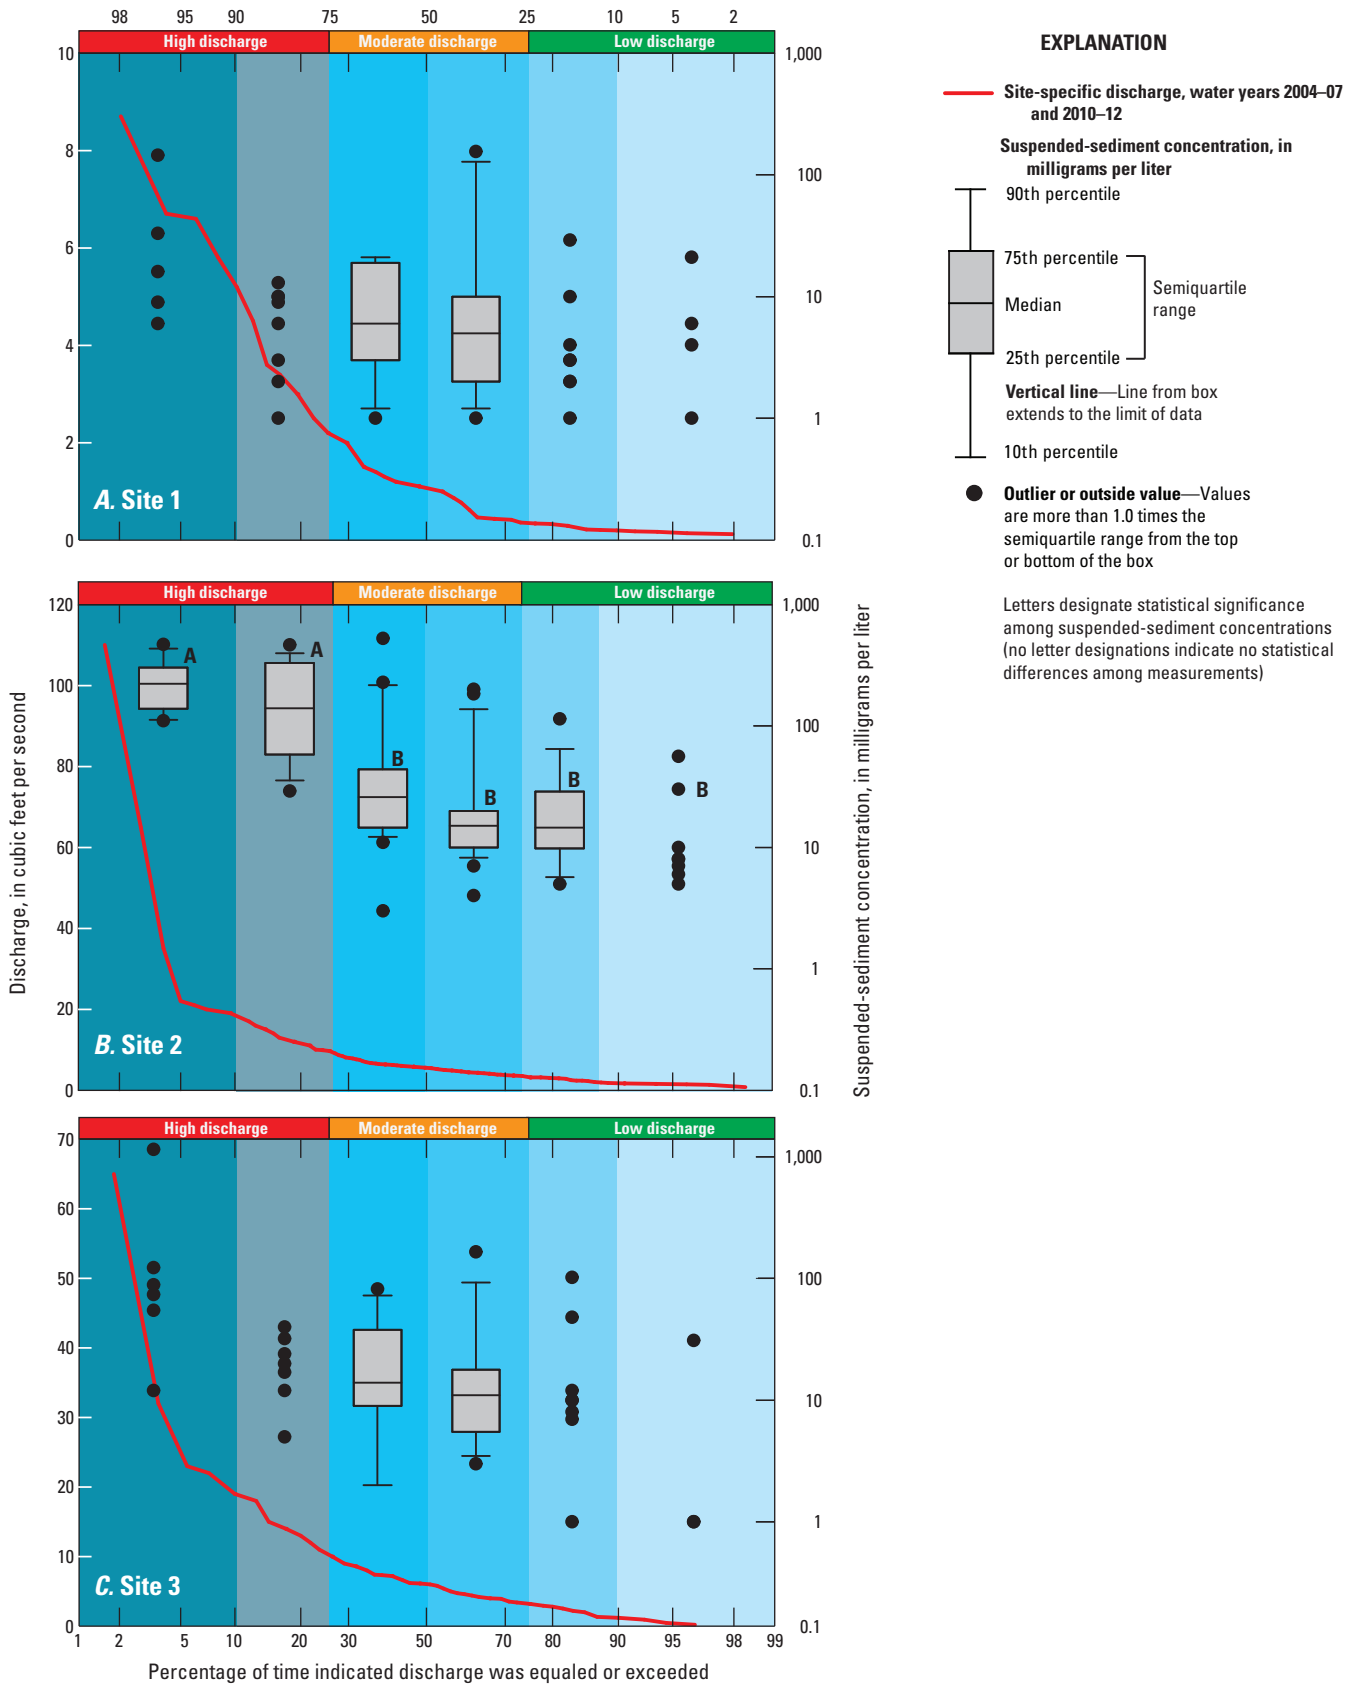 98 95 90 75 50 25 10 5 2
High discharge Moderate discharge Low discharge
10 1,000
8
100
6
10
4
1
2
A. Site 1
0 0.1
High discharge Moderate discharge Low discharge
120 1,000
A A
100
100
80
B B B B
60 10
40
1
20
B. Site 2
0 0.1
Discharge, in cubic feet per second
Suspended-sediment concentration, in milligrams per liter
High discharge Moderate discharge Low discharge
70
1,000
60
50 100
40
30 10
20
1
10
C. Site 3
0 0.1
1 2 5 10 20 30 50 70 80 90 95 98 99
Percentage of time indicated discharge was equaled or exceeded
EXPLANATION
Site-specific discharge, water years 2004–07
and 2010–12
Suspended-sediment concentration, in
milligrams per liter
90th percentile
75th percentile
Semiquartile
range
Median
25th percentile
Vertical line—Line from box
extends to the limit of data
10th percentile
Outlier or outside value—Values
are more than 1.0 times the
semiquartile range from the top
or bottom of the box
Letters designate statistical significance
among suspended-sediment concentrations
(no letter designations indicate no statistical
differences among measurements)